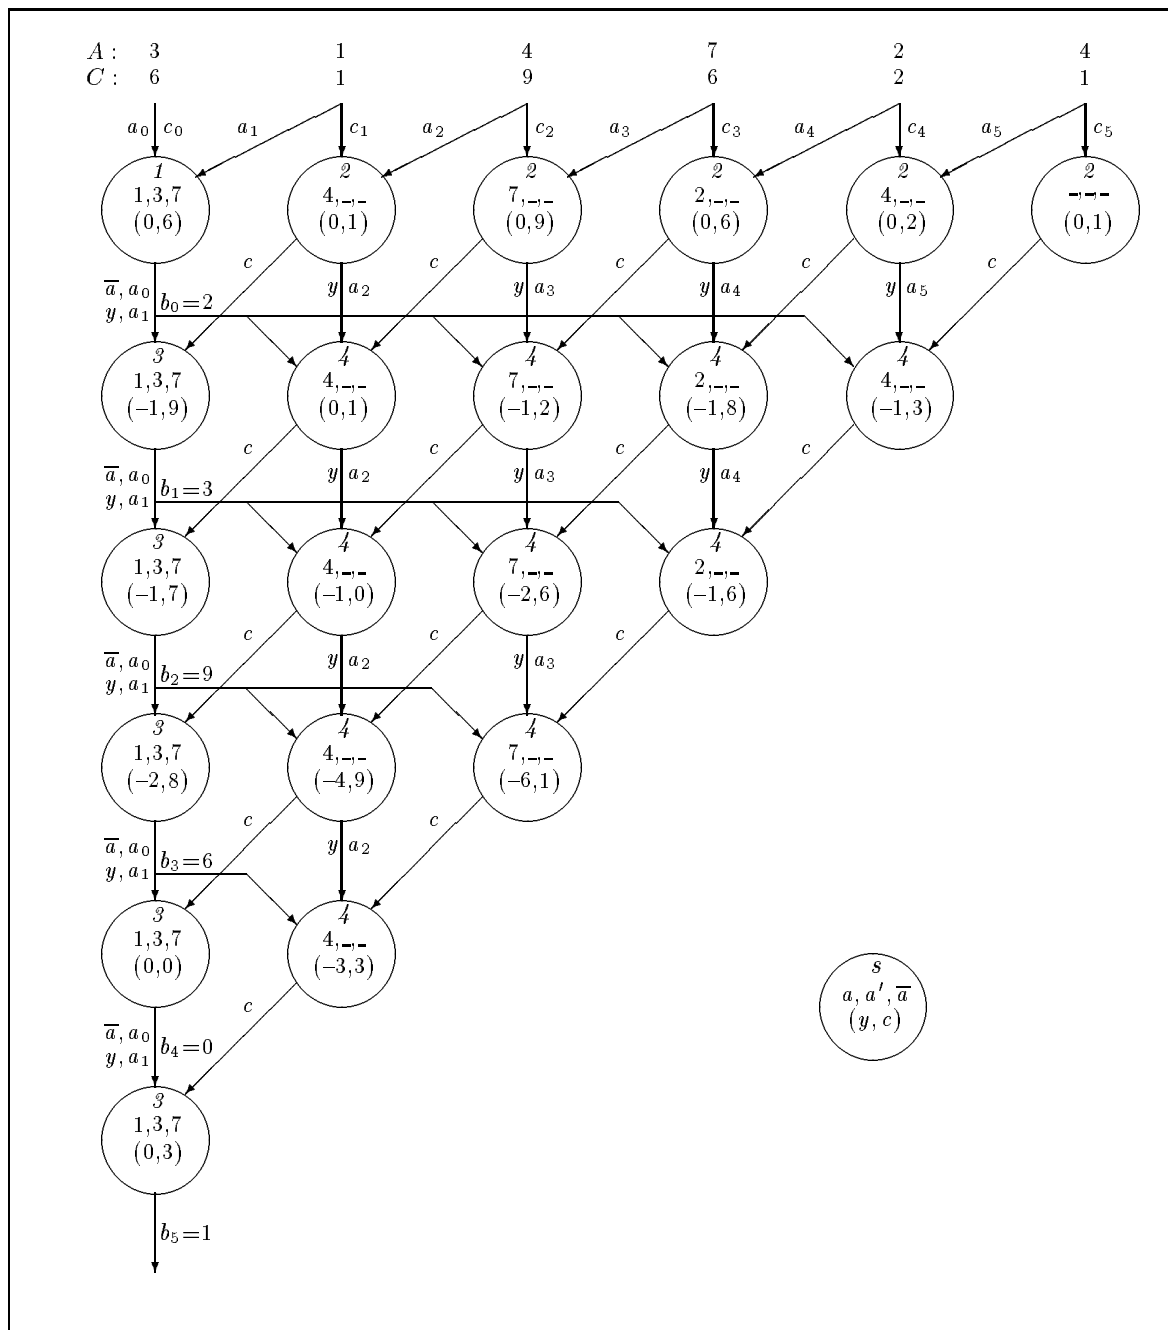 A : 3 1 4 7 2 4
C : 6 1 9 6 2 1
a₀ c₀ a₁ c₁ a₂ c₂ a₃ c₃ a₄ c₄ a₅ c₅
1 2 2 2 2 2
1,3,7 4,_,_ 7,_,_ 2,_,_ 4,_,_ _,_,_
(0,6) (0,1) (0,9) (0,6) (0,2) (0,1)
c c c c c
a̅, a₀ y a₂ y a₃ y a₄ y a₅
y, a₁ b₀=2
3 4 4 4 4
1,3,7 4,_,_ 7,_,_ 2,_,_ 4,_,_
(−1,9) (0,1) (−1,2) (−1,8) (−1,3)
c c c c
a̅, a₀ y a₂ y a₃ y a₄
y, a₁ b₁=3
3 4 4 4
1,3,7 4,_,_ 7,_,_ 2,_,_
(−1,7) (−1,0) (−2,6) (−1,6)
c c c
a̅, a₀ y a₂ y a₃
y, a₁ b₂=9
3 4 4
1,3,7 4,_,_ 7,_,_
(−2,8) (−4,9) (−6,1)
c c
a̅, a₀ y a₂
y, a₁ b₃=6
3 4
1,3,7 4,_,_
(0,0) (−3,3)
s
a, a′, a̅
(y, c)
c
a̅, a₀
y, a₁ b₄=0
3
1,3,7
(0,3)
b₅=1